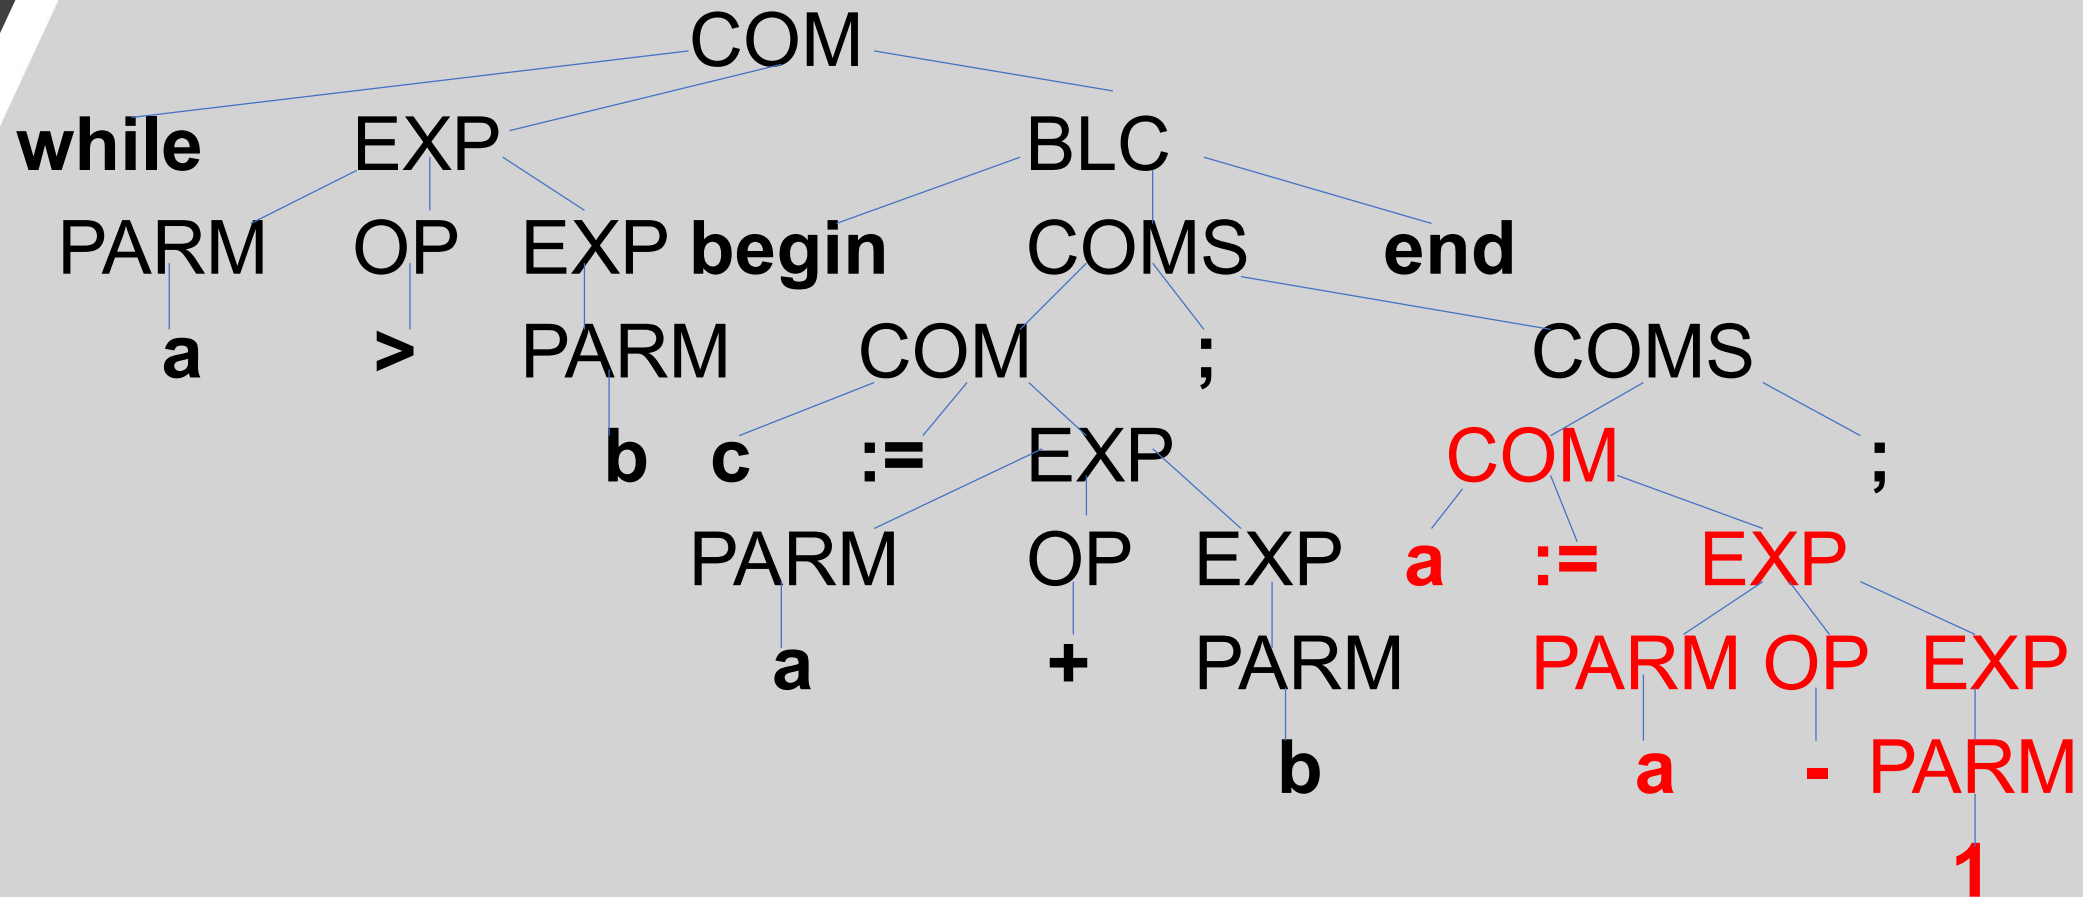 COM
while EXP BLC
PARM OP EXP begin COMS end
a > PARM COM ; COMS
b c := EXP COM ;
PARM OP EXP a := EXP
a + PARM PARM OP EXP
b a - PARM
1